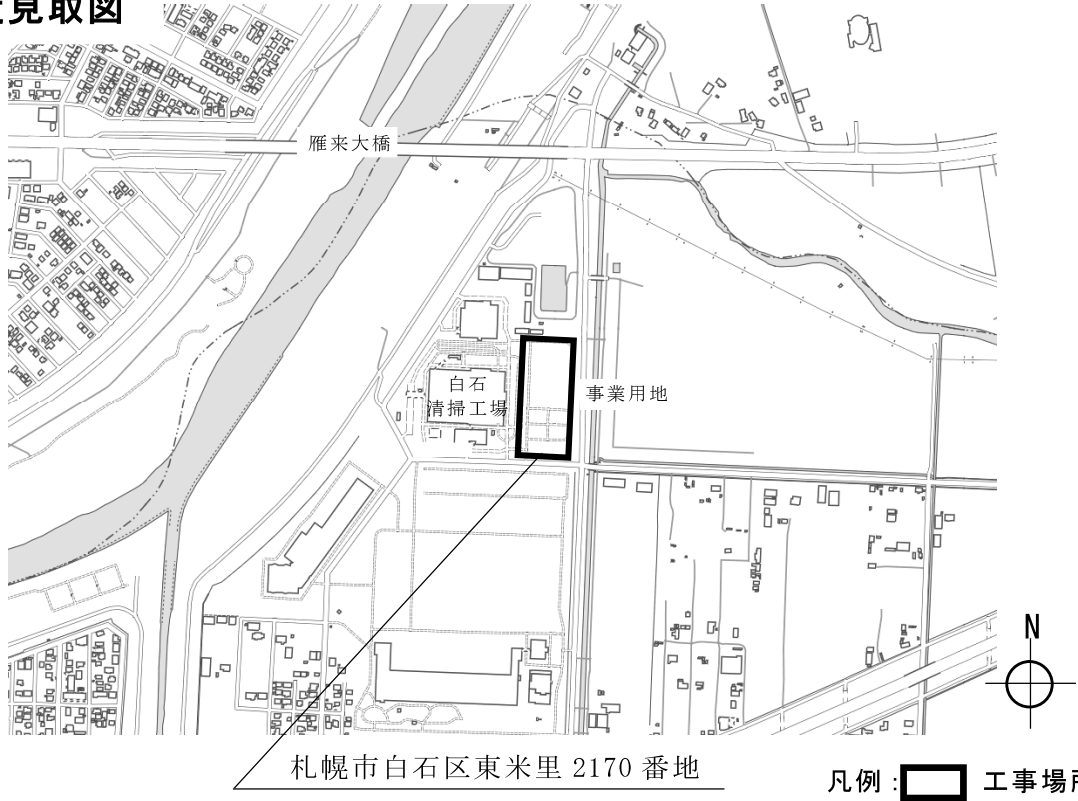 見取図
雁来大橋
白石
清掃工場
事業用地
N
札幌市白石区東米里 2170 番地
凡例 : 工事場所